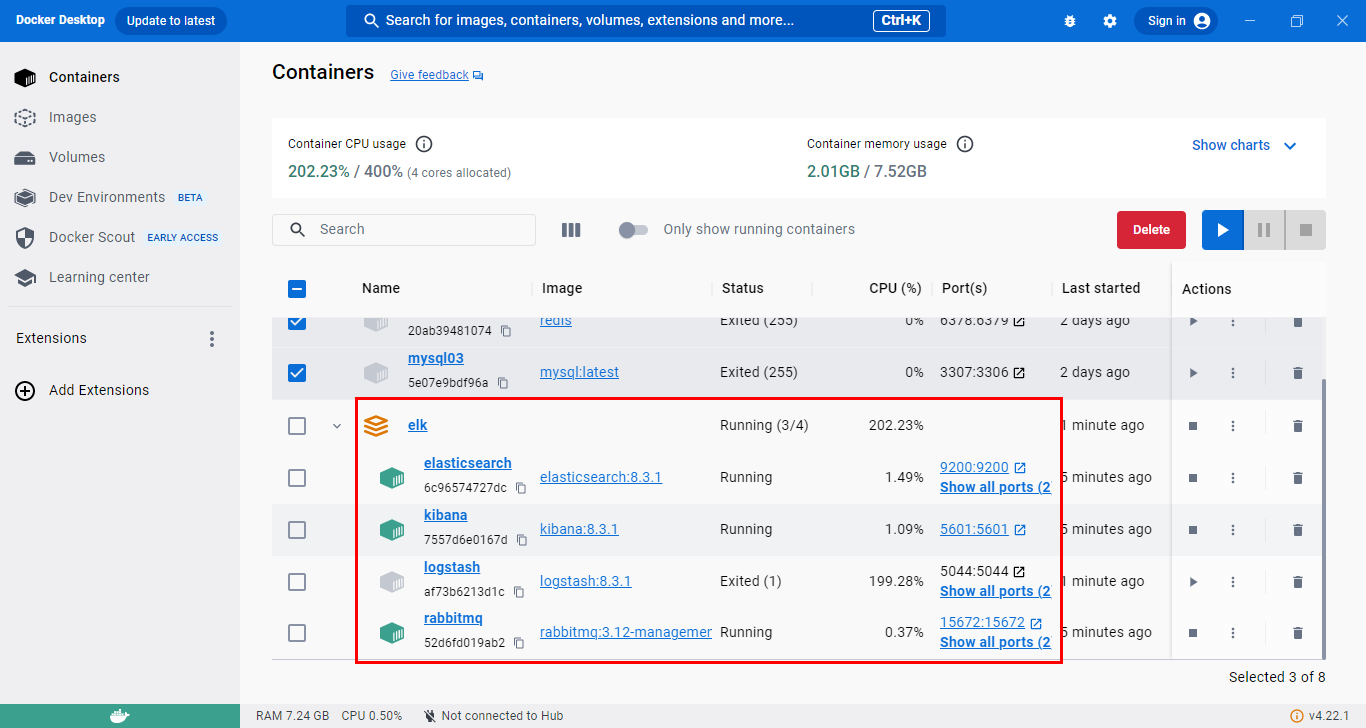 Docker Desktop Update to latest Search for images, containers, volumes, extensions and more... Ctrl+K Sign in
Containers
Images
Volumes
Dev Environments BETA
Docker Scout EARLY ACCESS
Learning center
Extensions
Add Extensions
Containers Give feedback
Container CPU usage
202.23% / 400% (4 cores allocated)
Container memory usage
2.01GB / 7.52GB
Show charts
Search
Only show running containers
Delete
Name Image Status CPU (%) Port(s) Last started Actions
20ab39481074 redis Exited (255) 0% 6378:6379 2 days ago
mysql03
5e07e9bdf96a mysql:latest Exited (255) 0% 3307:3306 2 days ago
elk Running (3/4) 202.23% 1 minute ago
elasticsearch
6c96574727dc elasticsearch:8.3.1 Running 1.49% 9200:9200 5 minutes ago
Show all ports (2
kibana
7557d6e0167d kibana:8.3.1 Running 1.09% 5601:5601 5 minutes ago
logstash
af73b6213d1c logstash:8.3.1 Exited (1) 199.28% 5044:5044 1 minute ago
Show all ports (2
rabbitmq
52d6fd019ab2 rabbitmq:3.12-managemen Running 0.37% 15672:15672 5 minutes ago
Show all ports (2
Selected 3 of 8
RAM 7.24 GB CPU 0.50% Not connected to Hub v4.22.1